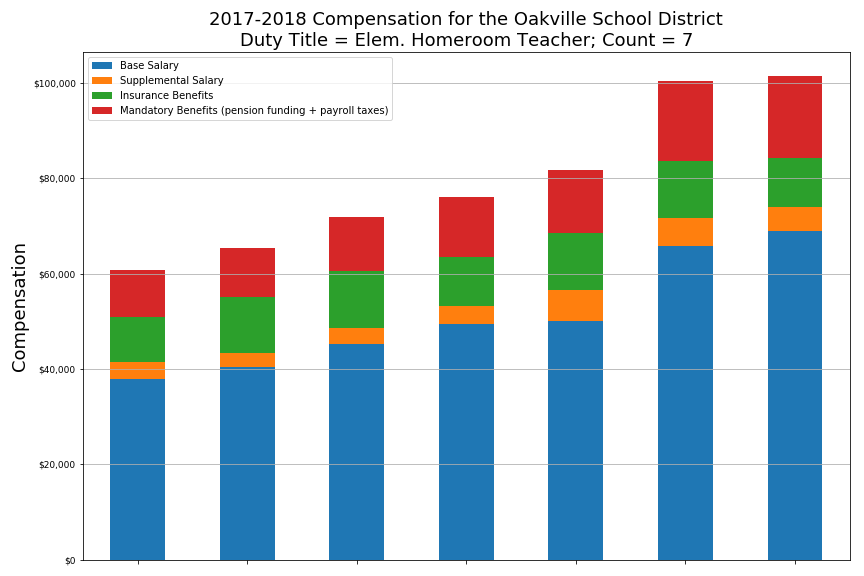 2017-2018 Compensation for the Oakville School District
Duty Title = Elem. Homeroom Teacher; Count = 7
Base Salary
Supplemental Salary
Insurance Benefits
Mandatory Benefits (pension funding + payroll taxes)
$100,000
$80,000
$60,000
$40,000
$20,000
$0
Compensation